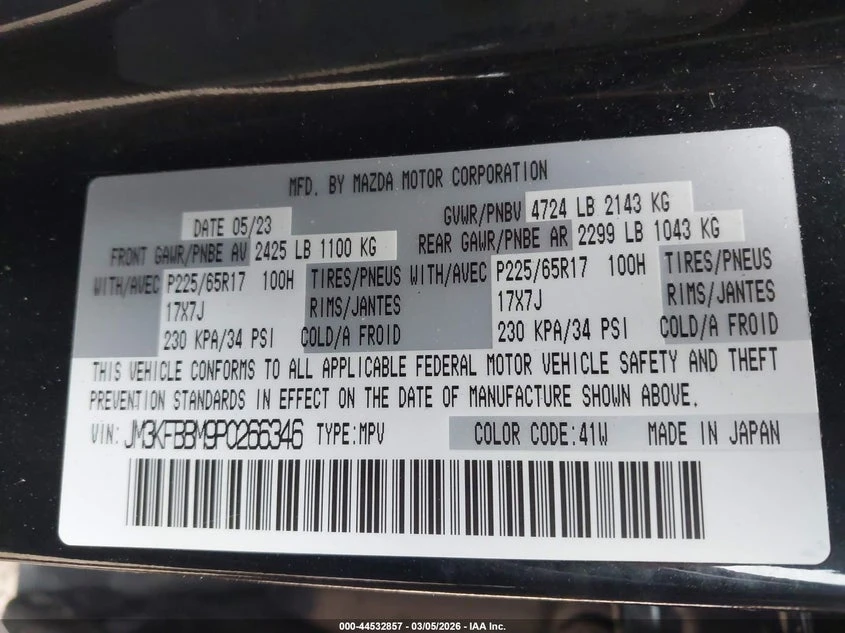 MFD. BY MAZDA MOTOR CORPORATION
DATE 05/23 GVWR/PNBV 4724 LB 2143 KG
FRONT GAWR/PNBE AV 2425 LB 1100 KG REAR GAWR/PNBE AR 2299 LB 1043 KG
WITH/AVEC P225/65R17 100H TIRES/PNEUS WITH/AVEC P225/65R17 100H TIRES/PNEUS
17X7J RIMS/JANTES 17X7J RIMS/JANTES
230 KPA/34 PSI COLD/A FROID 230 KPA/34 PSI COLD/A FROID
THIS VEHICLE CONFORMS TO ALL APPLICABLE FEDERAL MOTOR VEHICLE SAFETY AND THEFT
PREVENTION STANDARDS IN EFFECT ON THE DATE OF MANUFACTURE SHOWN ABOVE.
VIN: JM3KFBBM9P0266346 TYPE:MPV COLOR CODE:41W MADE IN JAPAN
000-44532857 - 03/05/2026 - IAA Inc.